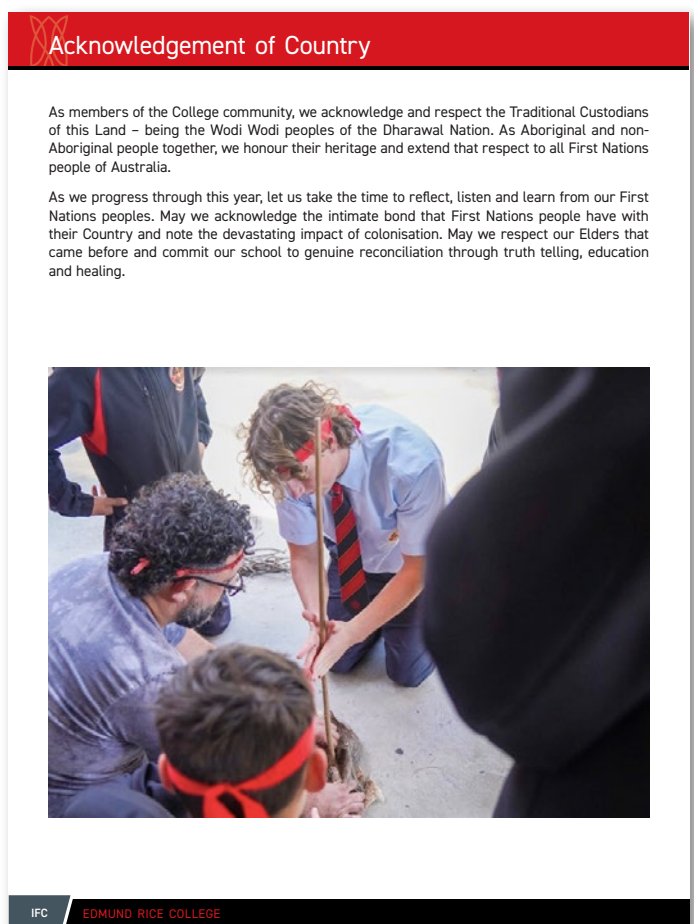 Acknowledgement of Country
As members of the College community, we acknowledge and respect the Traditional Custodians
of this Land – being the Wodi Wodi peoples of the Dharawal Nation. As Aboriginal and non-
Aboriginal people together, we honour their heritage and extend that respect to all First Nations
people of Australia.
As we progress through this year, let us take the time to reflect, listen and learn from our First
Nations peoples. May we acknowledge the intimate bond that First Nations people have with
their Country and note the devastating impact of colonisation. May we respect our Elders that
came before and commit our school to genuine reconciliation through truth telling, education
and healing.
IFC
EDMUND RICE COLLEGE